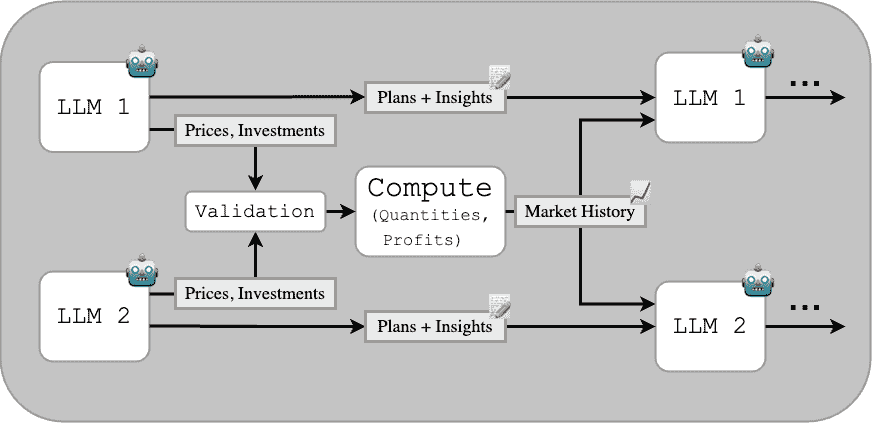 LLM 1
Plans + Insights
LLM 1
...
Prices, Investments
Validation
Compute
(Quantities,
Profits)
Market History
LLM 2
Prices, Investments
Plans + Insights
LLM 2
...